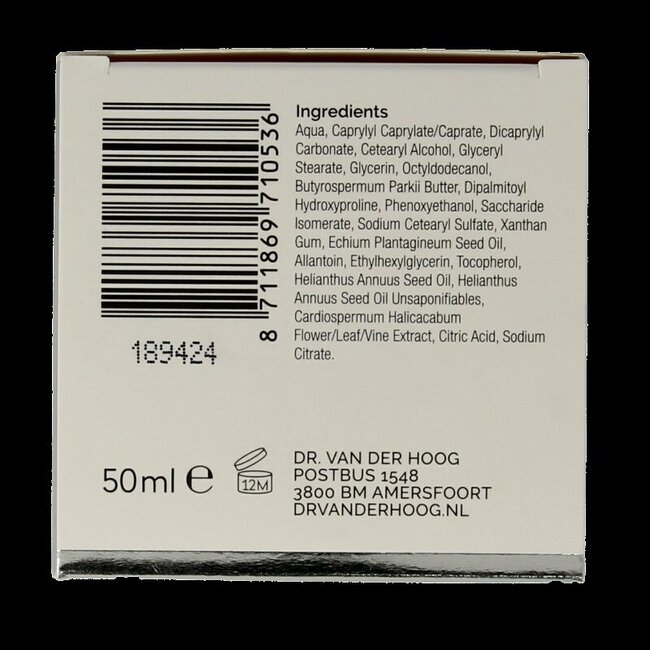 Ingredients
Aqua, Caprylyl Caprylate/Caprate, Dicaprylyl
Carbonate, Cetearyl Alcohol, Glyceryl
Stearate, Glycerin, Octyldodecanol,
Butyrospermum Parkii Butter, Dipalmitoyl
Hydroxyproline, Phenoxyethanol, Saccharide
Isomerate, Sodium Cetearyl Sulfate, Xanthan
Gum, Echium Plantagineum Seed Oil,
Allantoin, Ethylhexylglycerin, Tocopherol,
Helianthus Annuus Seed Oil, Helianthus
Annuus Seed Oil Unsaponifiables,
Cardiospermum Halicacabum
Flower/Leaf/Vine Extract, Citric Acid, Sodium
Citrate.
8 711869 710536
189424
50ml e
12M
DR. VAN DER HOOG
POSTBUS 1548
3800 BM AMERSFOORT
DRVANDERHOOG.NL